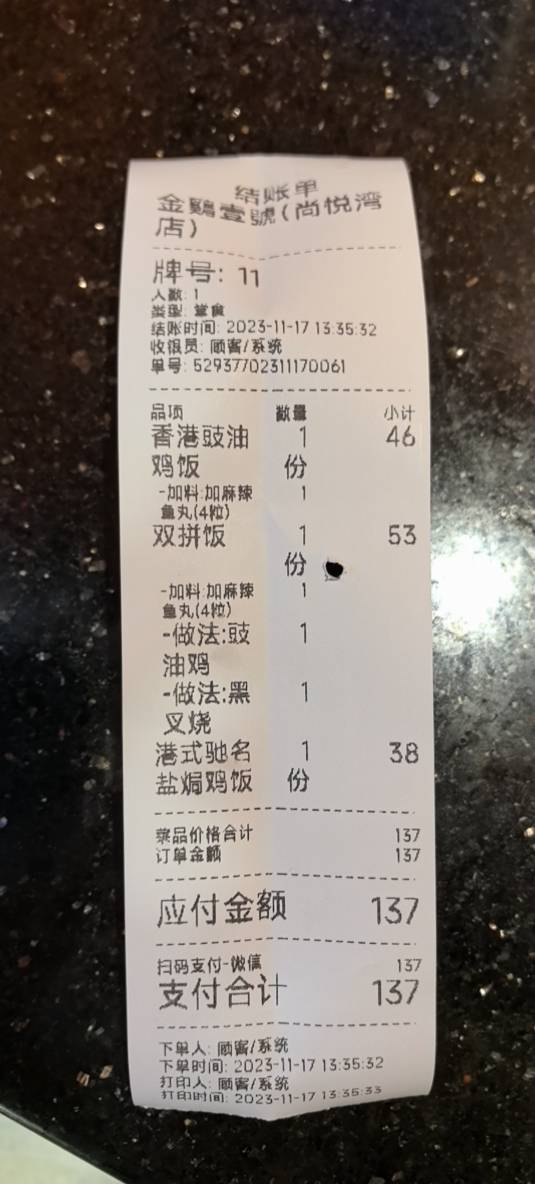 结账单
金鷄壹號(尚悦湾
店)
牌号: 11
人数: 1
类型: 堂食
结账时间: 2023-11-17 13:35:32
收银员: 顾客/系统
单号: 52937702311170061
品项 数量 小计
香港豉油 1 46
鸡饭 份
-加料:加麻辣 1
鱼丸(4粒)
双拼饭 1 53
份
-加料:加麻辣 1
鱼丸(4粒)
-做法:豉 1
油鸡
-做法:黑 1
叉烧
港式驰名 1 38
盐焗鸡饭 份
菜品价格合计 137
订单金额 137
应付金额 137
扫码支付-微信 137
支付合计 137
下单人: 顾客/系统
下单时间: 2023-11-17 13:35:32
打印人: 顾客/系统
打印时间: 2023-11-17 13:35:33